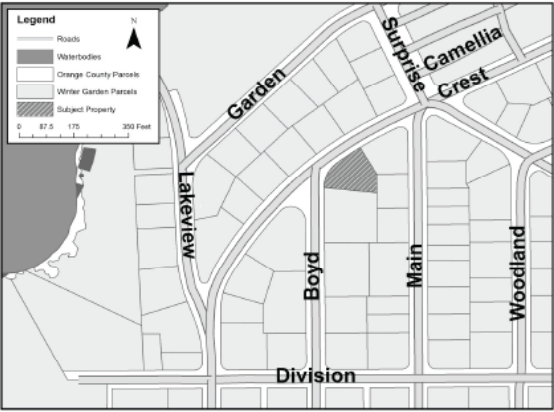 Legend
N
Roads
Waterbodies
Orange County Parcels
Winter Garden Parcels
Subject Property
0 87.5 175 350 Feet
Surprise
Camellia
Crest
Garden
Lakeview
Boyd
Main
Woodland
Division